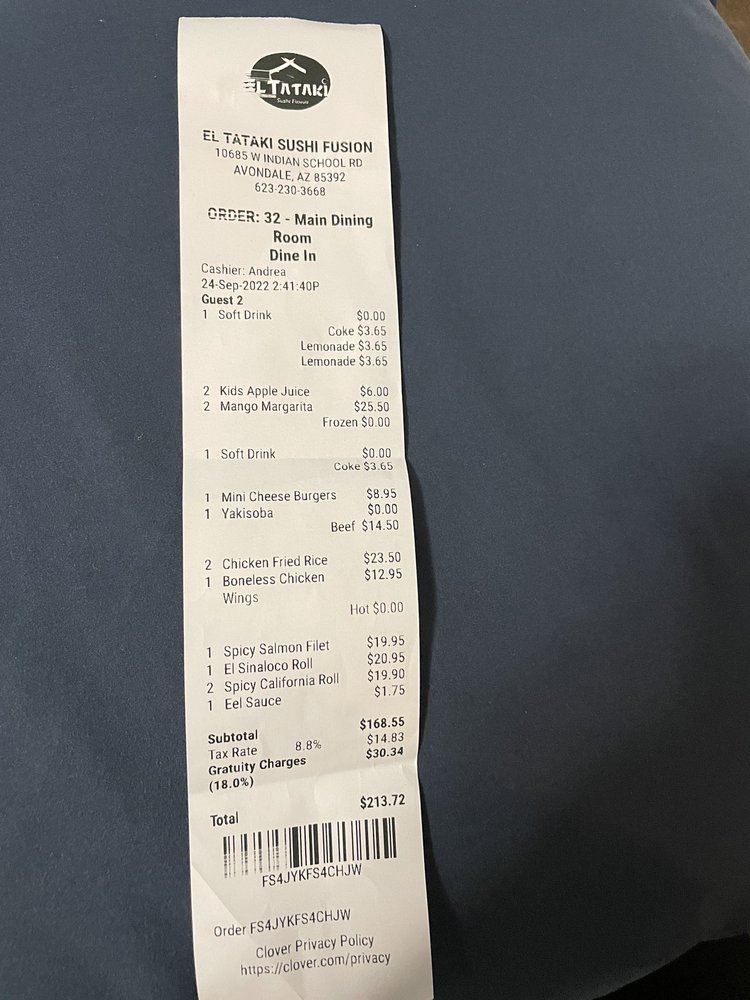 EL TATAKI
Sushi Fusion
EL TATAKI SUSHI FUSION
10685 W INDIAN SCHOOL RD
AVONDALE, AZ 85392
623-230-3668
ORDER: 32 - Main Dining
Room
Dine In
Cashier: Andrea
24-Sep-2022 2:41:40P
Guest 2
1 Soft Drink $0.00
Coke $3.65
Lemonade $3.65
Lemonade $3.65
2 Kids Apple Juice $6.00
2 Mango Margarita $25.50
Frozen $0.00
1 Soft Drink $0.00
Coke $3.65
1 Mini Cheese Burgers $8.95
1 Yakisoba $0.00
Beef $14.50
2 Chicken Fried Rice $23.50
1 Boneless Chicken $12.95
Wings
Hot $0.00
1 Spicy Salmon Filet $19.95
1 El Sinaloco Roll $20.95
2 Spicy California Roll $19.90
1 Eel Sauce $1.75
Subtotal $168.55
Tax Rate 8.8% $14.83
Gratuity Charges $30.34
(18.0%)
Total $213.72
FS4JYKFS4CHJW
Order FS4JYKFS4CHJW
Clover Privacy Policy
https://clover.com/privacy